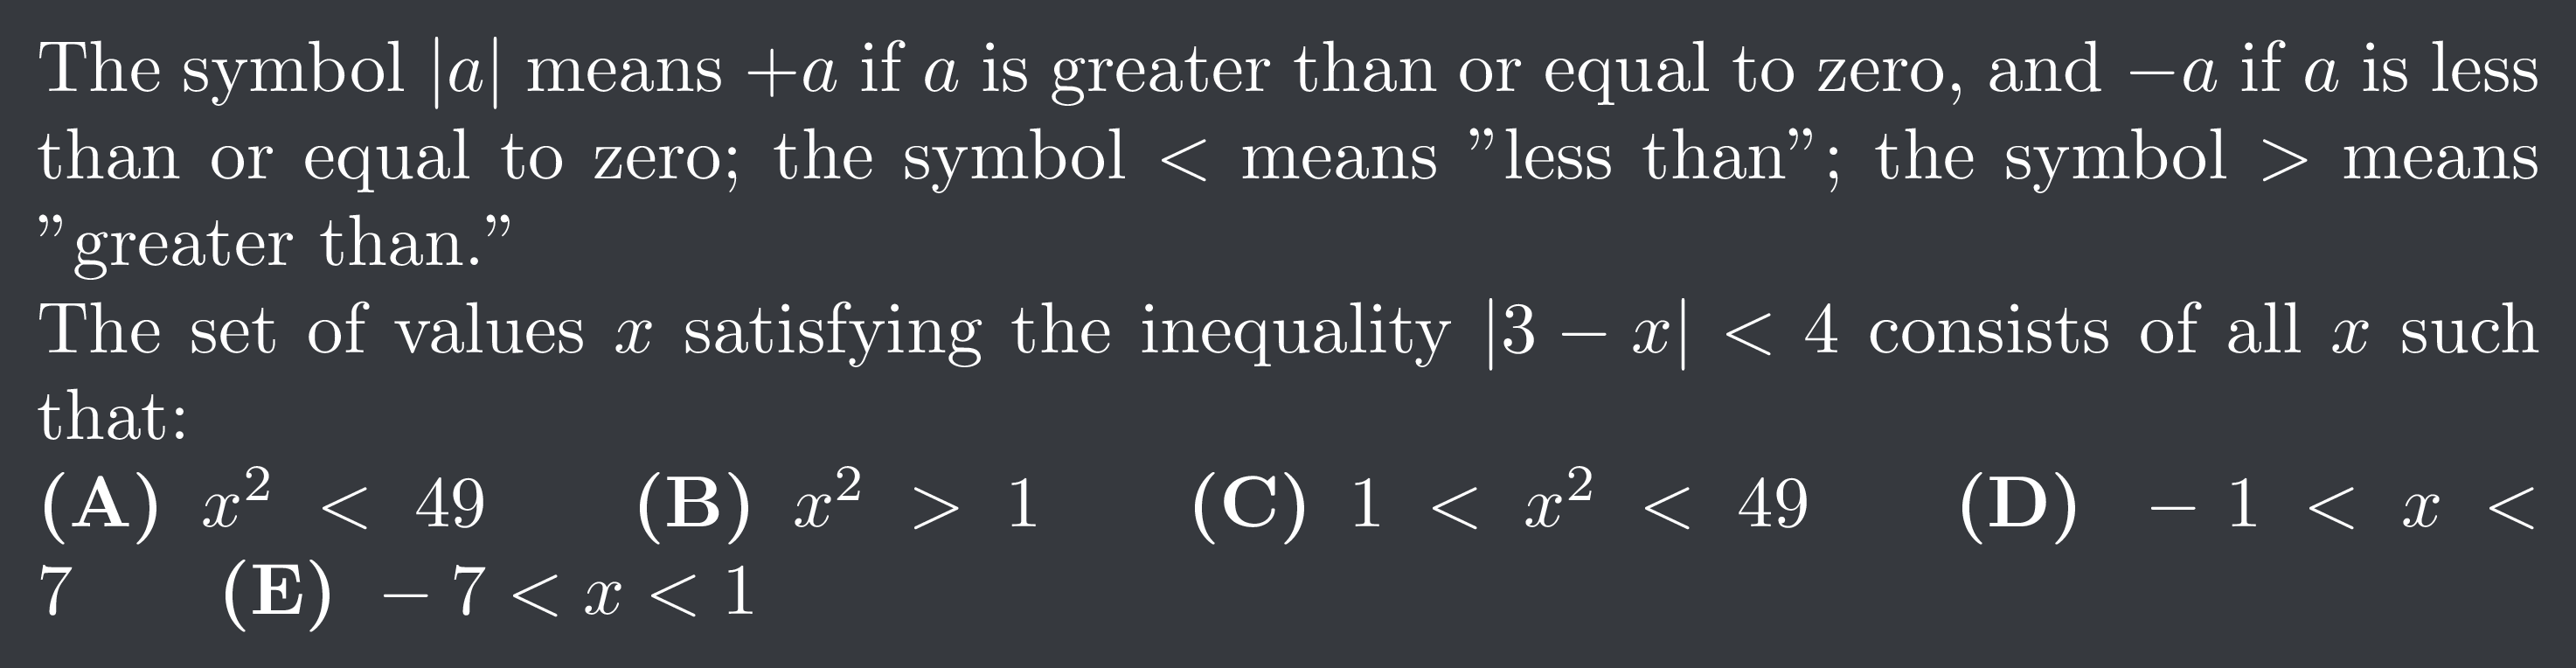 The symbol |a| means +a if a is greater than or equal to zero, and −a if a is less
than or equal to zero; the symbol < means ”less than”; the symbol > means
”greater than.”
The set of values x satisfying the inequality |3 − x| < 4 consists of all x such
that:
(A) x² < 49 (B) x² > 1 (C) 1 < x² < 49 (D) − 1 < x <
7 (E) − 7 < x < 1